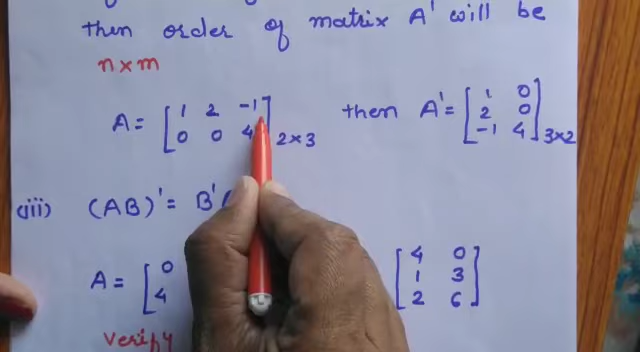 then order of matrix A' will be
n×m
A = [ 1 2 -1 ; 0 0 4 ] 2×3 then A' = [ 1 0 ; 2 0 ; -1 4 ] 3×2
(iii) (AB)' = B'
A = [ 0 ; 4 [ 4 0 ; 1 3 ; 2 6 ]
Verify